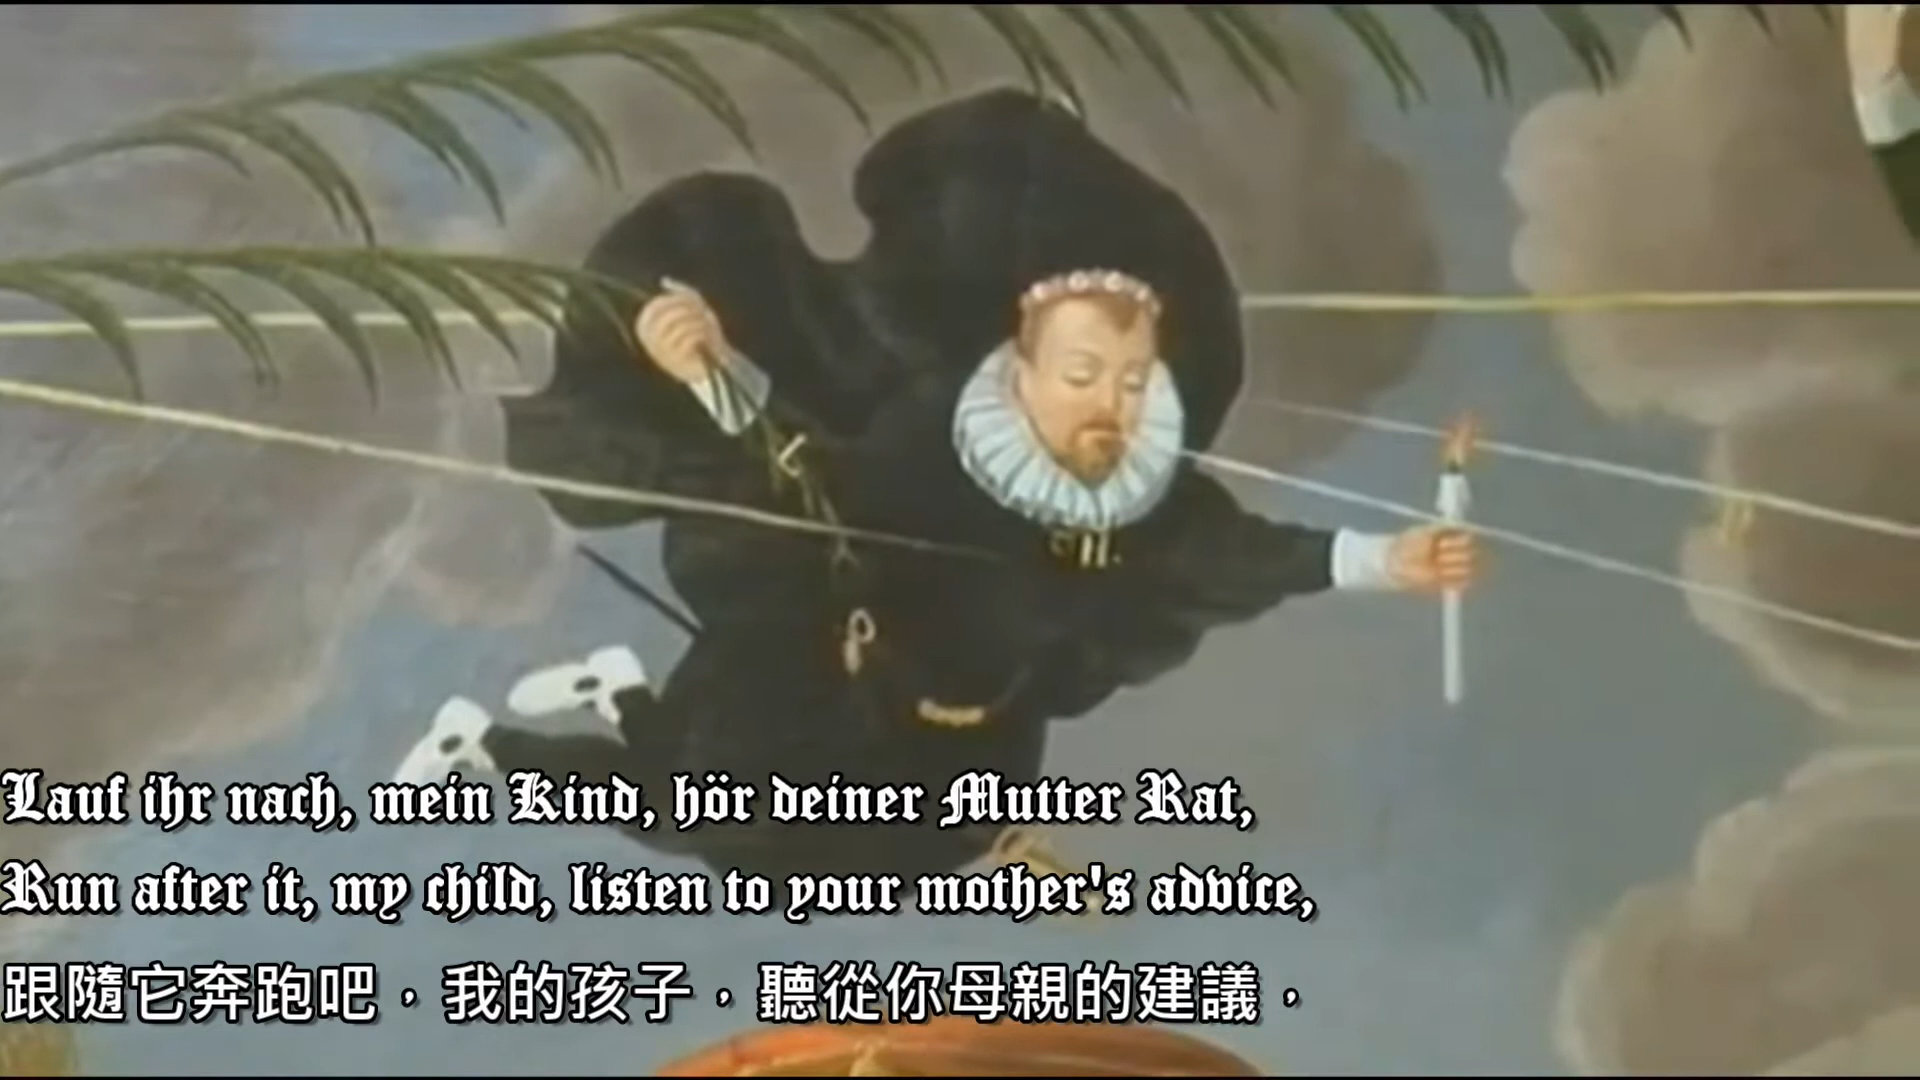 Lauf ihr nach, mein Kind, hör deiner Mutter Rat,
Run after it, my child, listen to your mother's advice,
跟隨它奔跑吧，我的孩子，聽從你母親的建議，